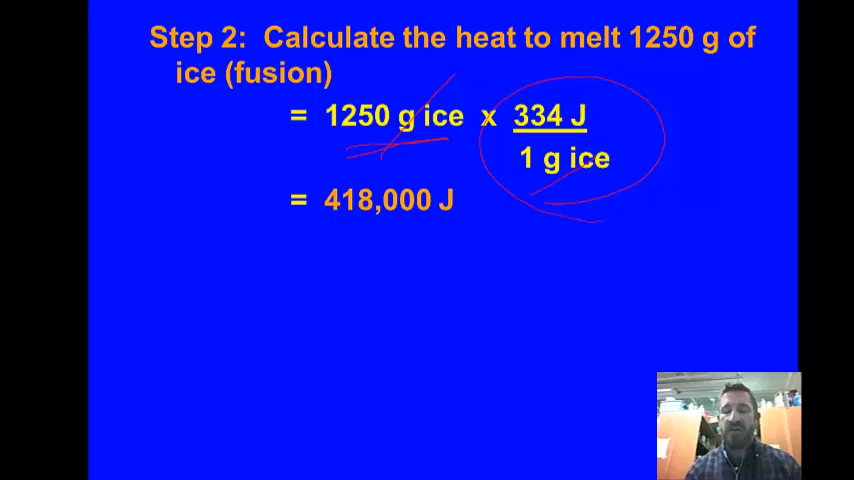 Step 2: Calculate the heat to melt 1250 g of
ice (fusion)
= 1250 g ice x 334 J
1 g ice
= 418,000 J